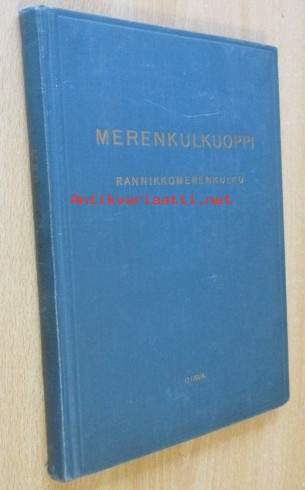 MERENKULKUOPPI
RANNIKKOMERENKULKU
Antikvariaatti.net
OTAVA